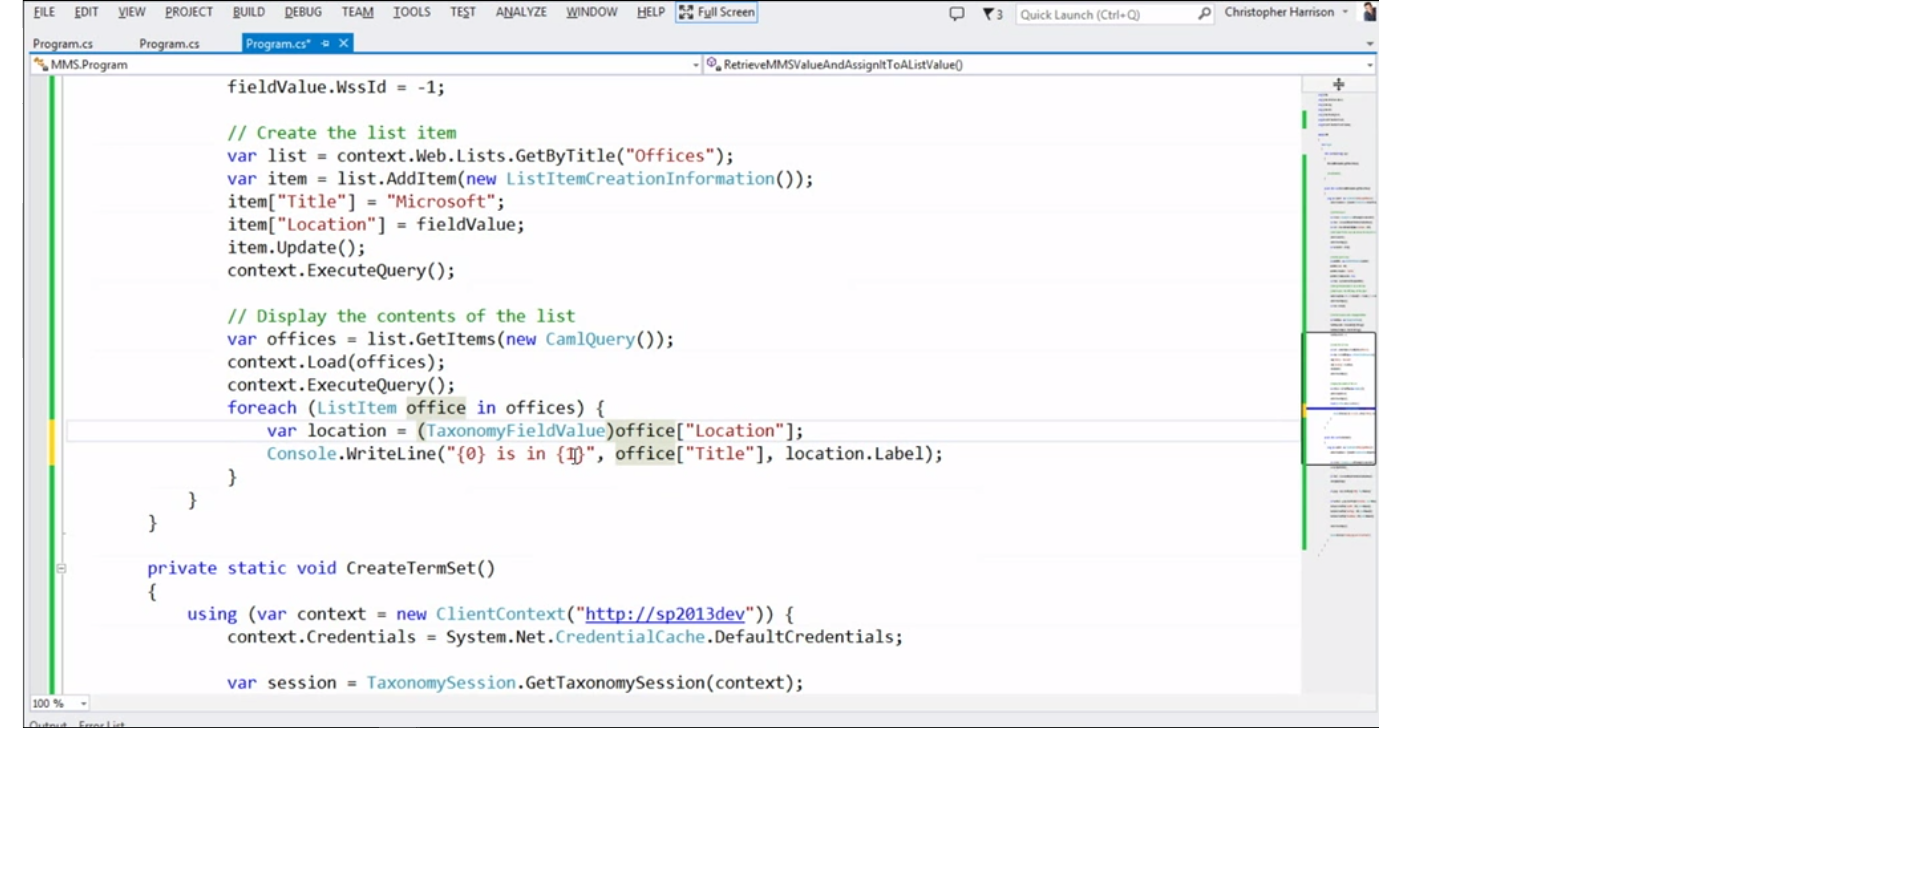 FILE EDIT VIEW PROJECT BUILD DEBUG TEAM TOOLS TEST ANALYZE WINDOW HELP Full Screen 3 Quick Launch (Ctrl+Q) Christopher Harrison
Program.cs Program.cs Program.cs*
MMS.Program RetrieveMMSValueAndAssignItToAListValue()
fieldValue.WssId = -1;
// Create the list item
var list = context.Web.Lists.GetByTitle("Offices");
var item = list.AddItem(new ListItemCreationInformation());
item["Title"] = "Microsoft";
item["Location"] = fieldValue;
item.Update();
context.ExecuteQuery();
// Display the contents of the list
var offices = list.GetItems(new CamlQuery());
context.Load(offices);
context.ExecuteQuery();
foreach (ListItem office in offices) {
var location = (TaxonomyFieldValue)office["Location"];
Console.WriteLine("{0} is in {1}", office["Title"], location.Label);
}
}
}
private static void CreateTermSet()
{
using (var context = new ClientContext("http://sp2013dev")) {
context.Credentials = System.Net.CredentialCache.DefaultCredentials;
var session = TaxonomySession.GetTaxonomySession(context);
100 %
Output Error List